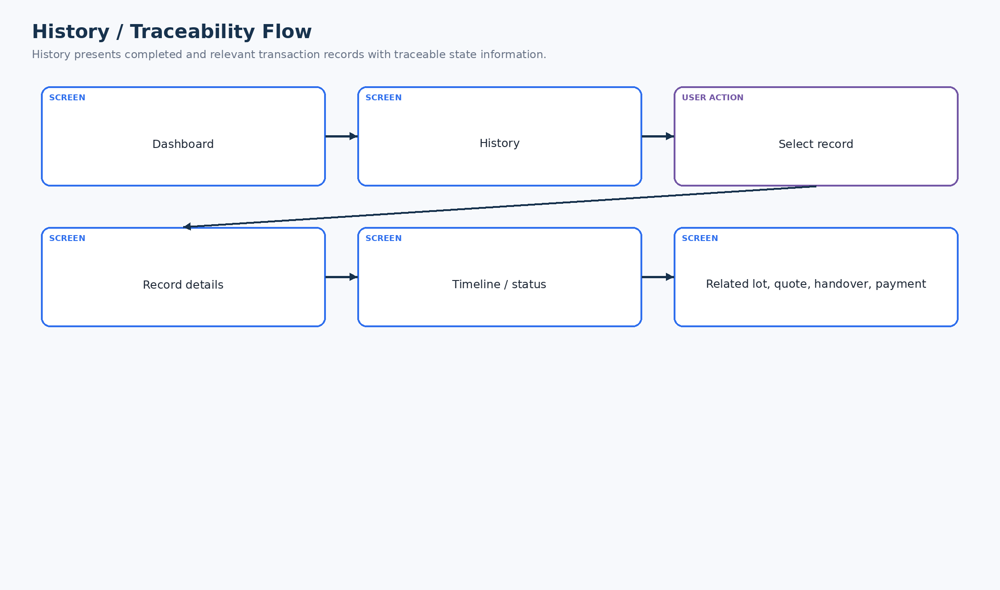 History / Traceability Flow
History presents completed and relevant transaction records with traceable state information.
SCREEN
Dashboard
SCREEN
History
USER ACTION
Select record
SCREEN
Record details
SCREEN
Timeline / status
SCREEN
Related lot, quote, handover, payment